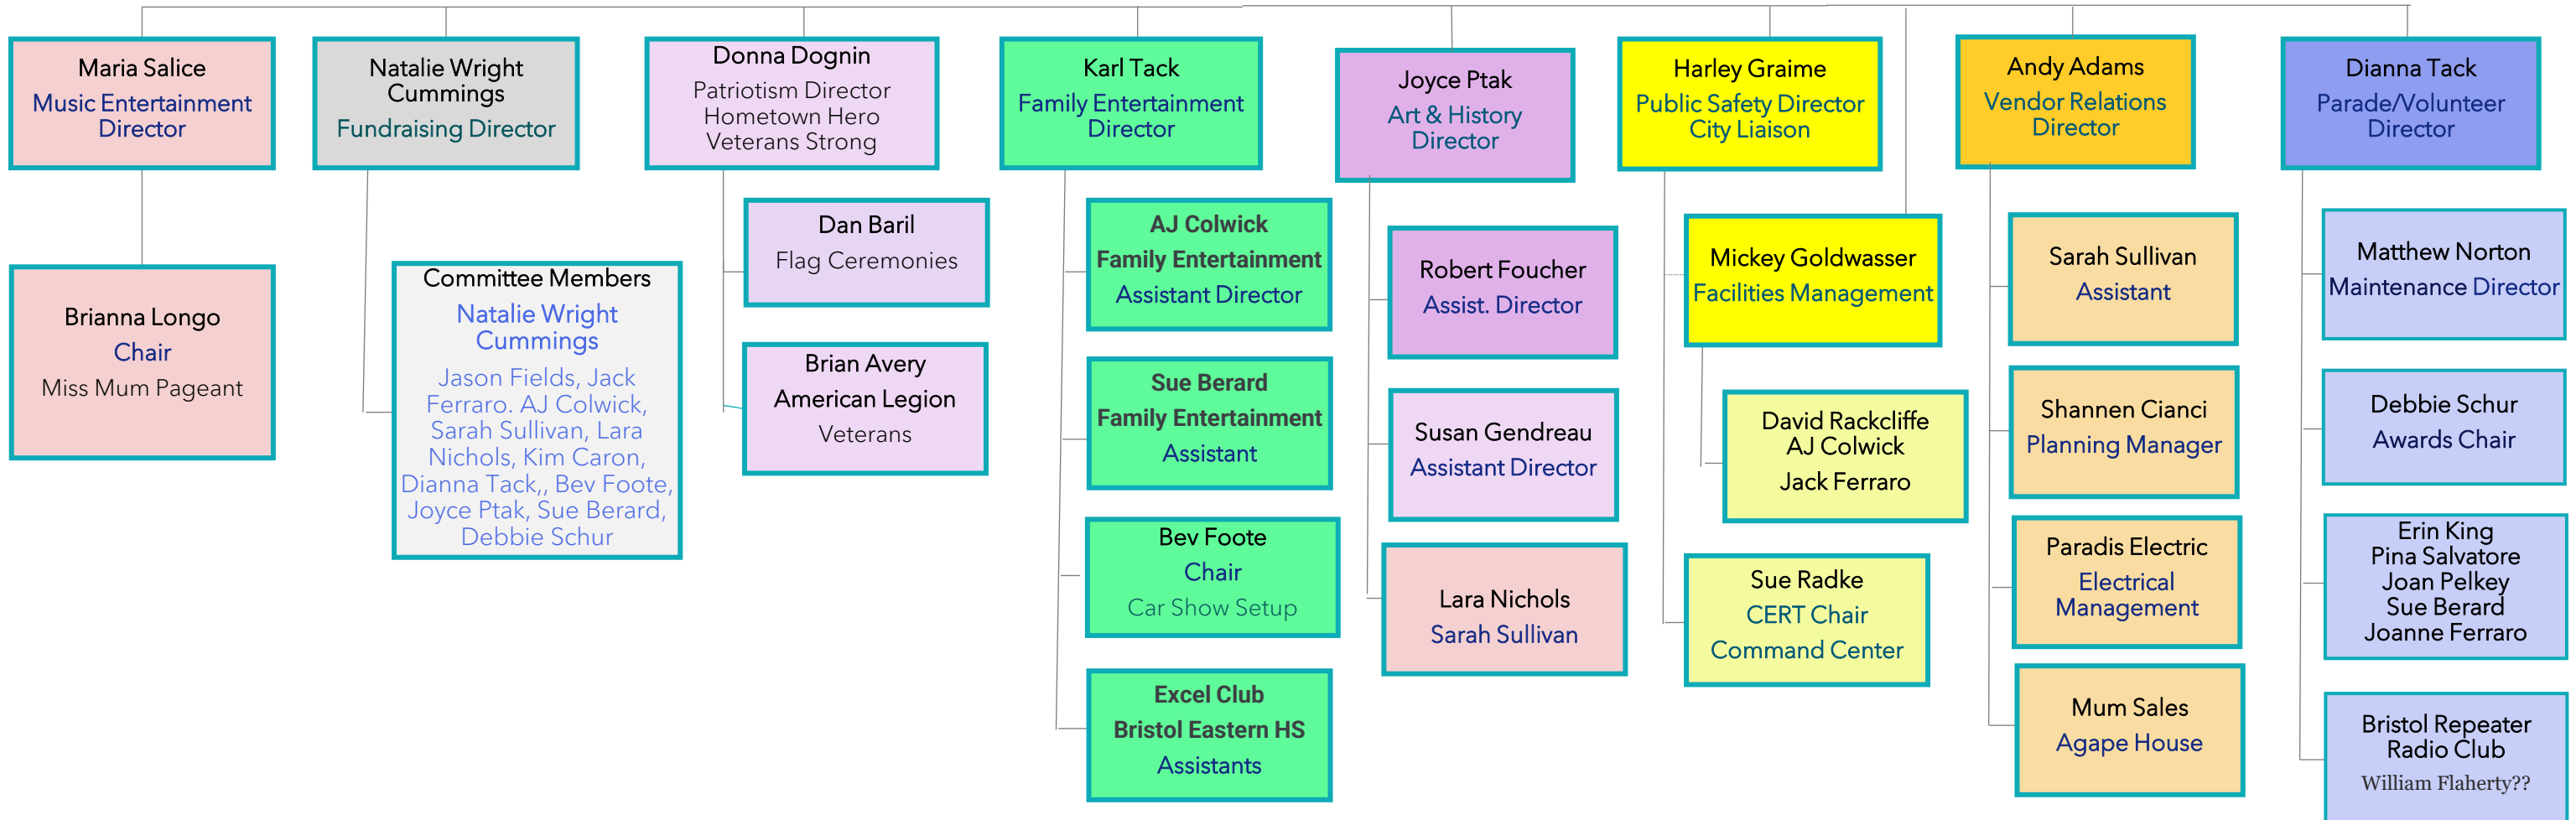 Maria Salice
Music Entertainment
Director
Brianna Longo
Chair
Miss Mum Pageant
Natalie Wright
Cummings
Fundraising Director
Committee Members
Natalie Wright
Cummings
Jason Fields, Jack
Ferraro. AJ Colwick,
Sarah Sullivan, Lara
Nichols, Kim Caron,
Dianna Tack,, Bev Foote,
Joyce Ptak, Sue Berard,
Debbie Schur
Donna Dognin
Patriotism Director
Hometown Hero
Veterans Strong
Dan Baril
Flag Ceremonies
Brian Avery
American Legion
Veterans
Karl Tack
Family Entertainment
Director
AJ Colwick
Family Entertainment
Assistant Director
Sue Berard
Family Entertainment
Assistant
Bev Foote
Chair
Car Show Setup
Excel Club
Bristol Eastern HS
Assistants
Joyce Ptak
Art & History
Director
Robert Foucher
Assist. Director
Susan Gendreau
Assistant Director
Lara Nichols
Sarah Sullivan
Harley Graime
Public Safety Director
City Liaison
Mickey Goldwasser
Facilities Management
David Rackcliffe
AJ Colwick
Jack Ferraro
Sue Radke
CERT Chair
Command Center
Andy Adams
Vendor Relations
Director
Sarah Sullivan
Assistant
Shannen Cianci
Planning Manager
Paradis Electric
Electrical
Management
Mum Sales
Agape House
Dianna Tack
Parade/Volunteer
Director
Matthew Norton
Maintenance Director
Debbie Schur
Awards Chair
Erin King
Pina Salvatore
Joan Pelkey
Sue Berard
Joanne Ferraro
Bristol Repeater
Radio Club
William Flaherty??